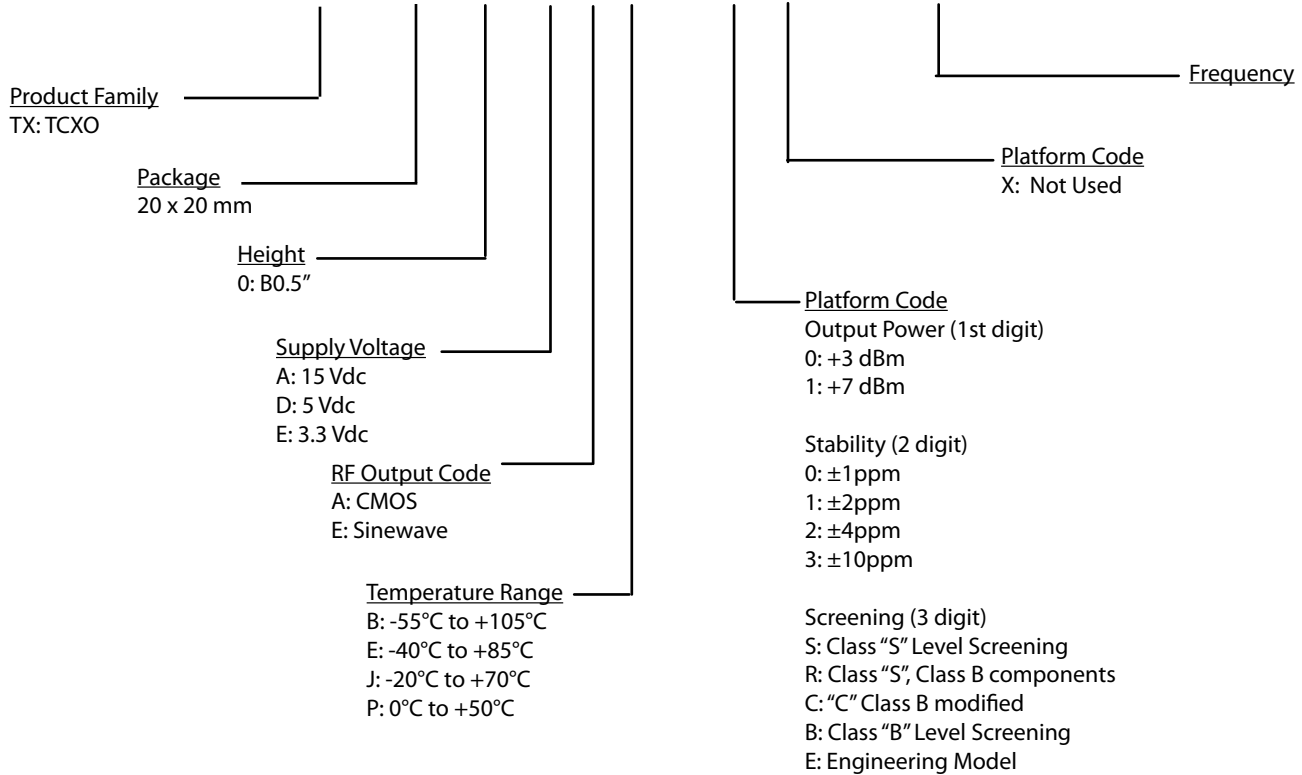 Frequency
Product Family
TX: TCXO
Platform Code
X:  Not Used
Package
20 x 20 mm
Height
0: B0.5”
Platform Code
Output Power (1st digit)
0: +3 dBm
1: +7 dBm
Supply Voltage
A: 15 Vdc
D: 5 Vdc
E: 3.3 Vdc
Stability (2 digit)
0: ±1ppm
1: ±2ppm
2: ±4ppm
3: ±10ppm
RF Output Code
A: CMOS
E: Sinewave
Temperature Range
B: -55°C to +105°C
E: -40°C to +85°C
J: -20°C to +70°C
P: 0°C to +50°C
Screening (3 digit)
S: Class “S” Level Screening
R: Class “S”, Class B components
C: “C” Class B modified
B: Class “B” Level Screening
E: Engineering Model